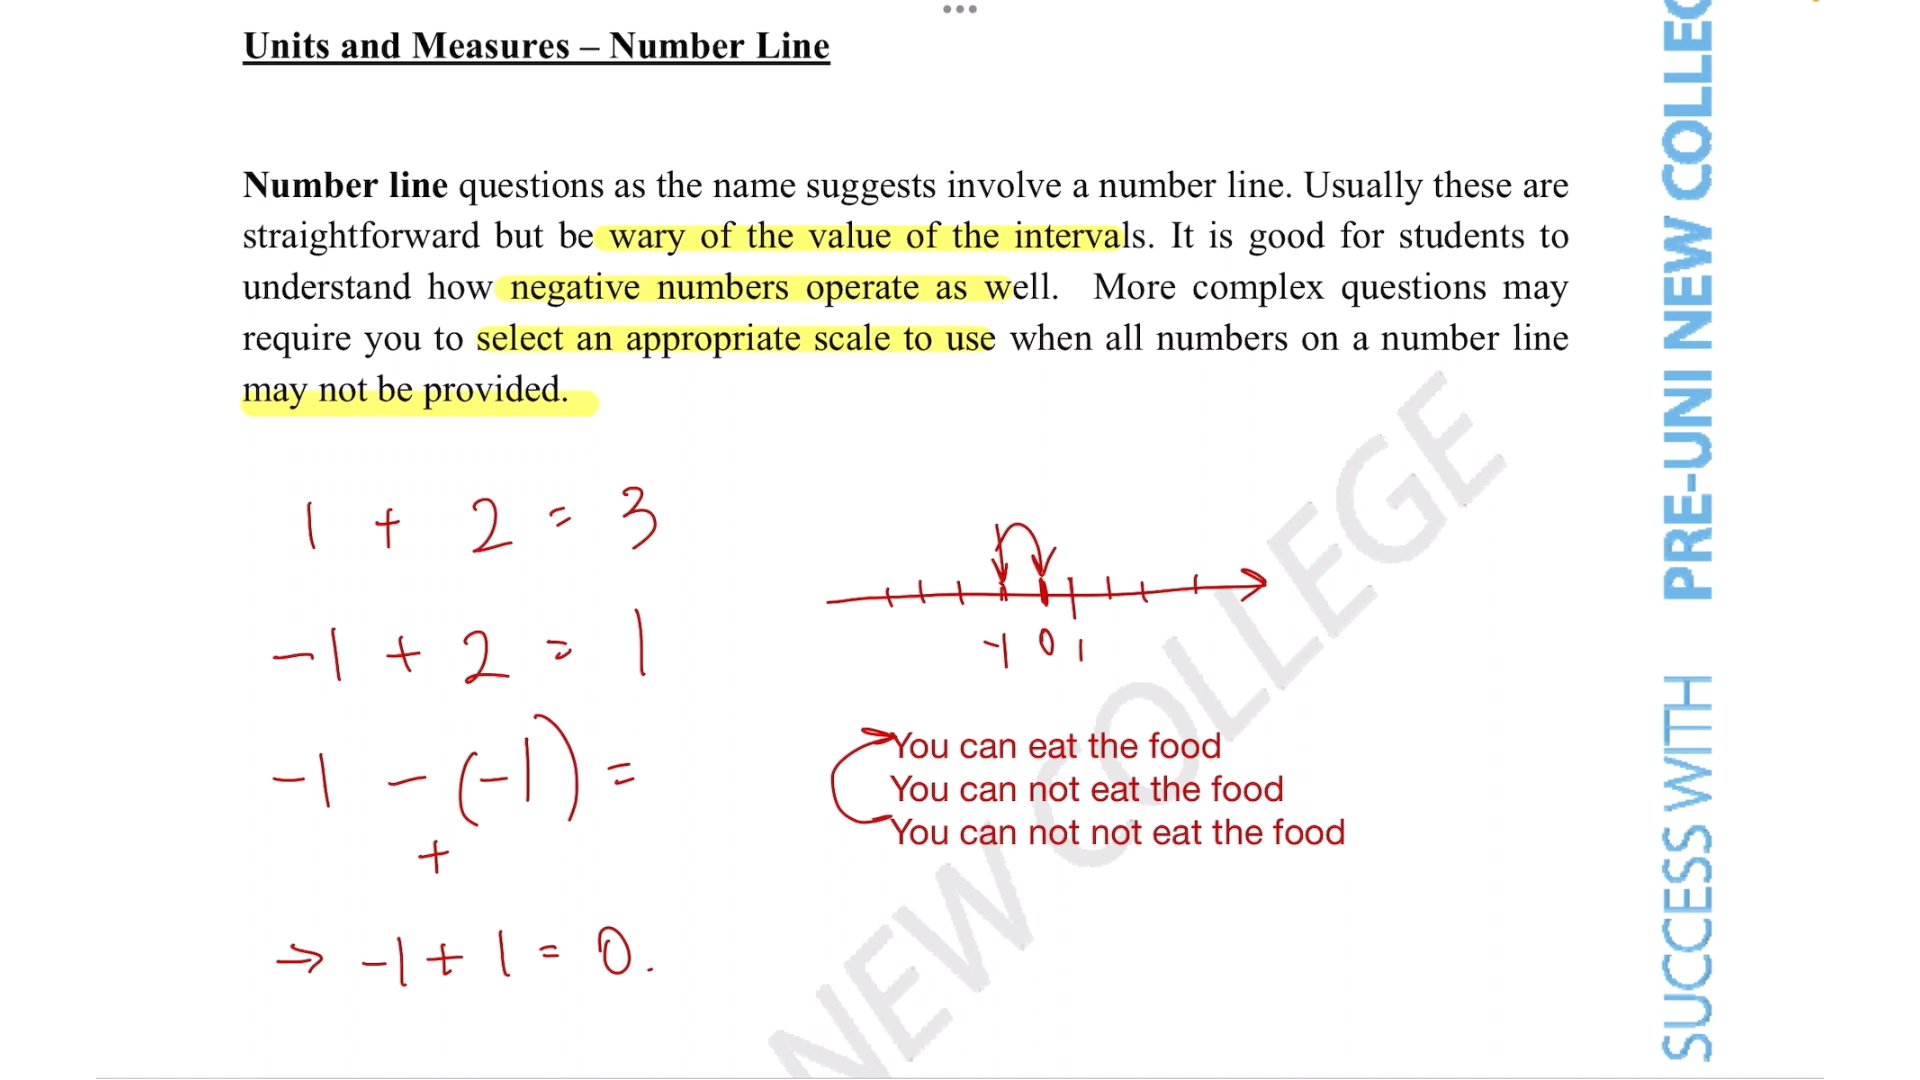 Units and Measures – Number Line
Number line questions as the name suggests involve a number line. Usually these are
straightforward but be wary of the value of the intervals. It is good for students to
understand how negative numbers operate as well. More complex questions may
require you to select an appropriate scale to use when all numbers on a number line
may not be provided.
1 + 2 = 3
-1 + 2 = 1
-1 - (-1) =
+
→ -1 + 1 = 0.
-1 0 1
You can eat the food
You can not eat the food
You can not not eat the food
NEW COLLEGE
SUCCESS WITH PRE-UNI NEW COLLEG